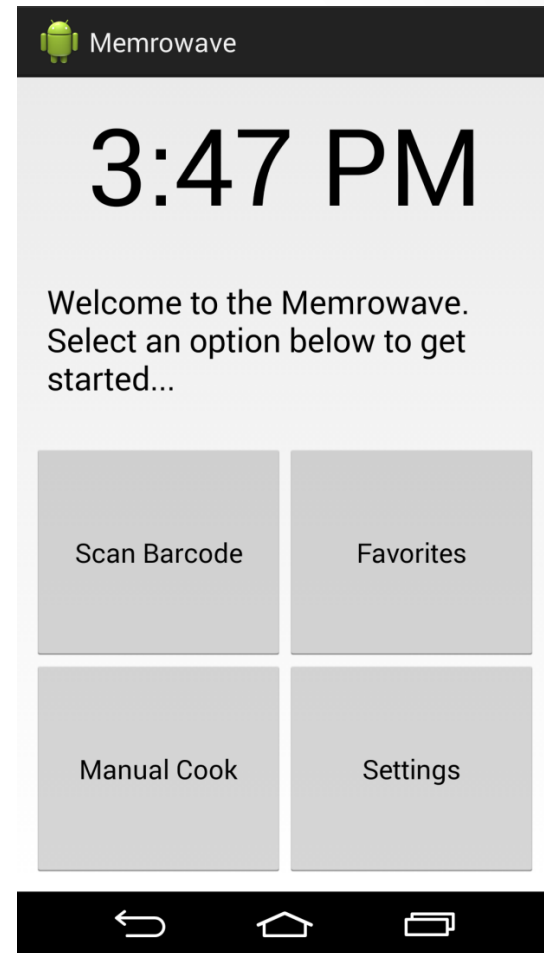 Memrowave
3:47 PM
Welcome to the Memrowave.
Select an option below to get
started...
Scan Barcode
Favorites
Manual Cook
Settings